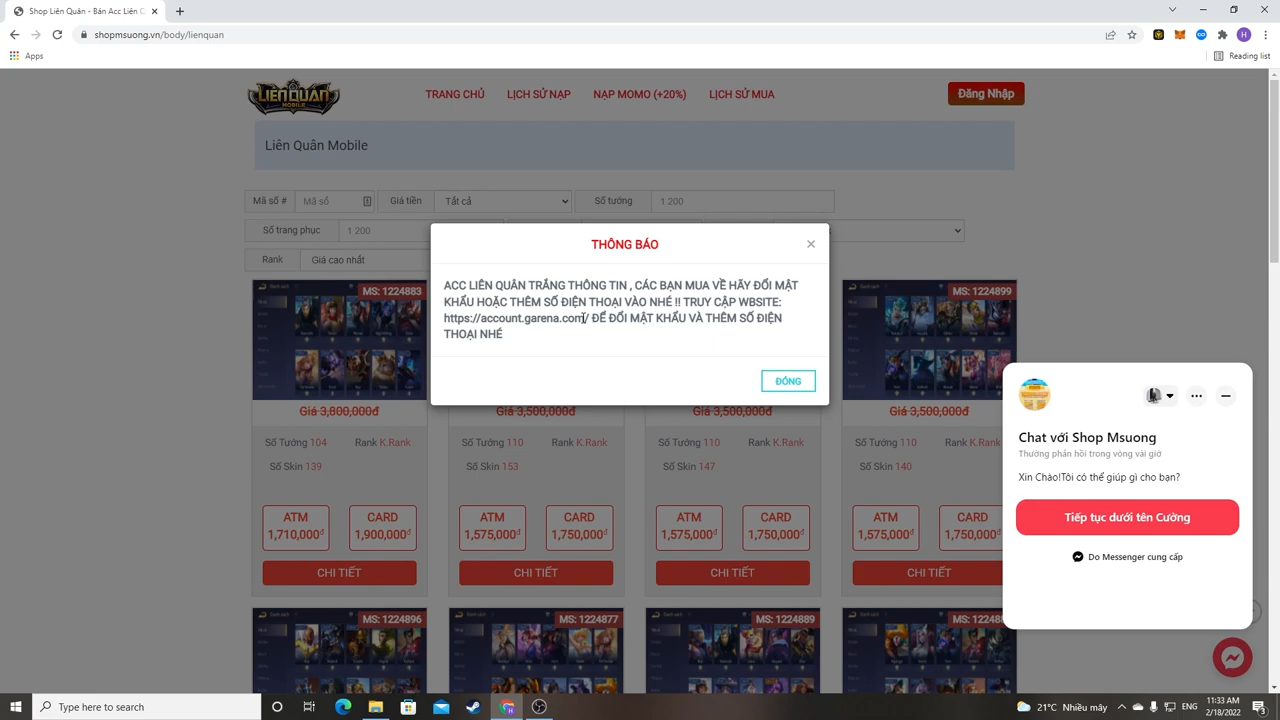 Shop Liên Quân - Bán Acc Liên C
shopmsuong.vn/body/lienquan
H
Apps
Reading list
LIÊN QUÂN
MOBILE
TRANG CHỦ
LỊCH SỬ NẠP
NẠP MOMO (+20%)
LỊCH SỬ MUA
Đăng Nhập
Liên Quân Mobile
Mã số #
Mã số
Giá tiền
Tất cả
Số tướng
1 200
Số trang phục
1 200
Rank
Giá cao nhất
THÔNG BÁO
×
ACC LIÊN QUÂN TRẮNG THÔNG TIN , CÁC BẠN MUA VỀ HÃY ĐỔI MẬT
KHẨU HOẶC THÊM SỐ ĐIỆN THOẠI VÀO NHÉ !! TRUY CẬP WBSITE:
https://account.garena.com/ ĐỂ ĐỔI MẬT KHẨU VÀ THÊM SỐ ĐIỆN
THOẠI NHÉ
ĐÓNG
MS: 1224883
MS: 1224899
Giá 3,800,000đ
Giá 3,500,000đ
Giá 3,500,000đ
Giá 3,500,000đ
Số Tướng 104 Rank K.Rank
Số Skin 139
Số Tướng 110 Rank K.Rank
Số Skin 153
Số Tướng 110 Rank K.Rank
Số Skin 147
Số Tướng 110 Rank K.Rank
Số Skin 140
ATM
1,710,000đ
CARD
1,900,000đ
ATM
1,575,000đ
CARD
1,750,000đ
ATM
1,575,000đ
CARD
1,750,000đ
ATM
1,575,000đ
CARD
1,750,000đ
CHI TIẾT
CHI TIẾT
CHI TIẾT
CHI TIẾT
MS: 1224896
MS: 1224877
MS: 1224889
Chat với Shop Msuong
Thường phản hồi trong vòng vài giờ
Xin Chào!Tôi có thể giúp gì cho bạn?
Tiếp tục dưới tên Cường
Do Messenger cung cấp
Type here to search
21°C Nhiều mây
ENG
11:33 AM
2/18/2022
3